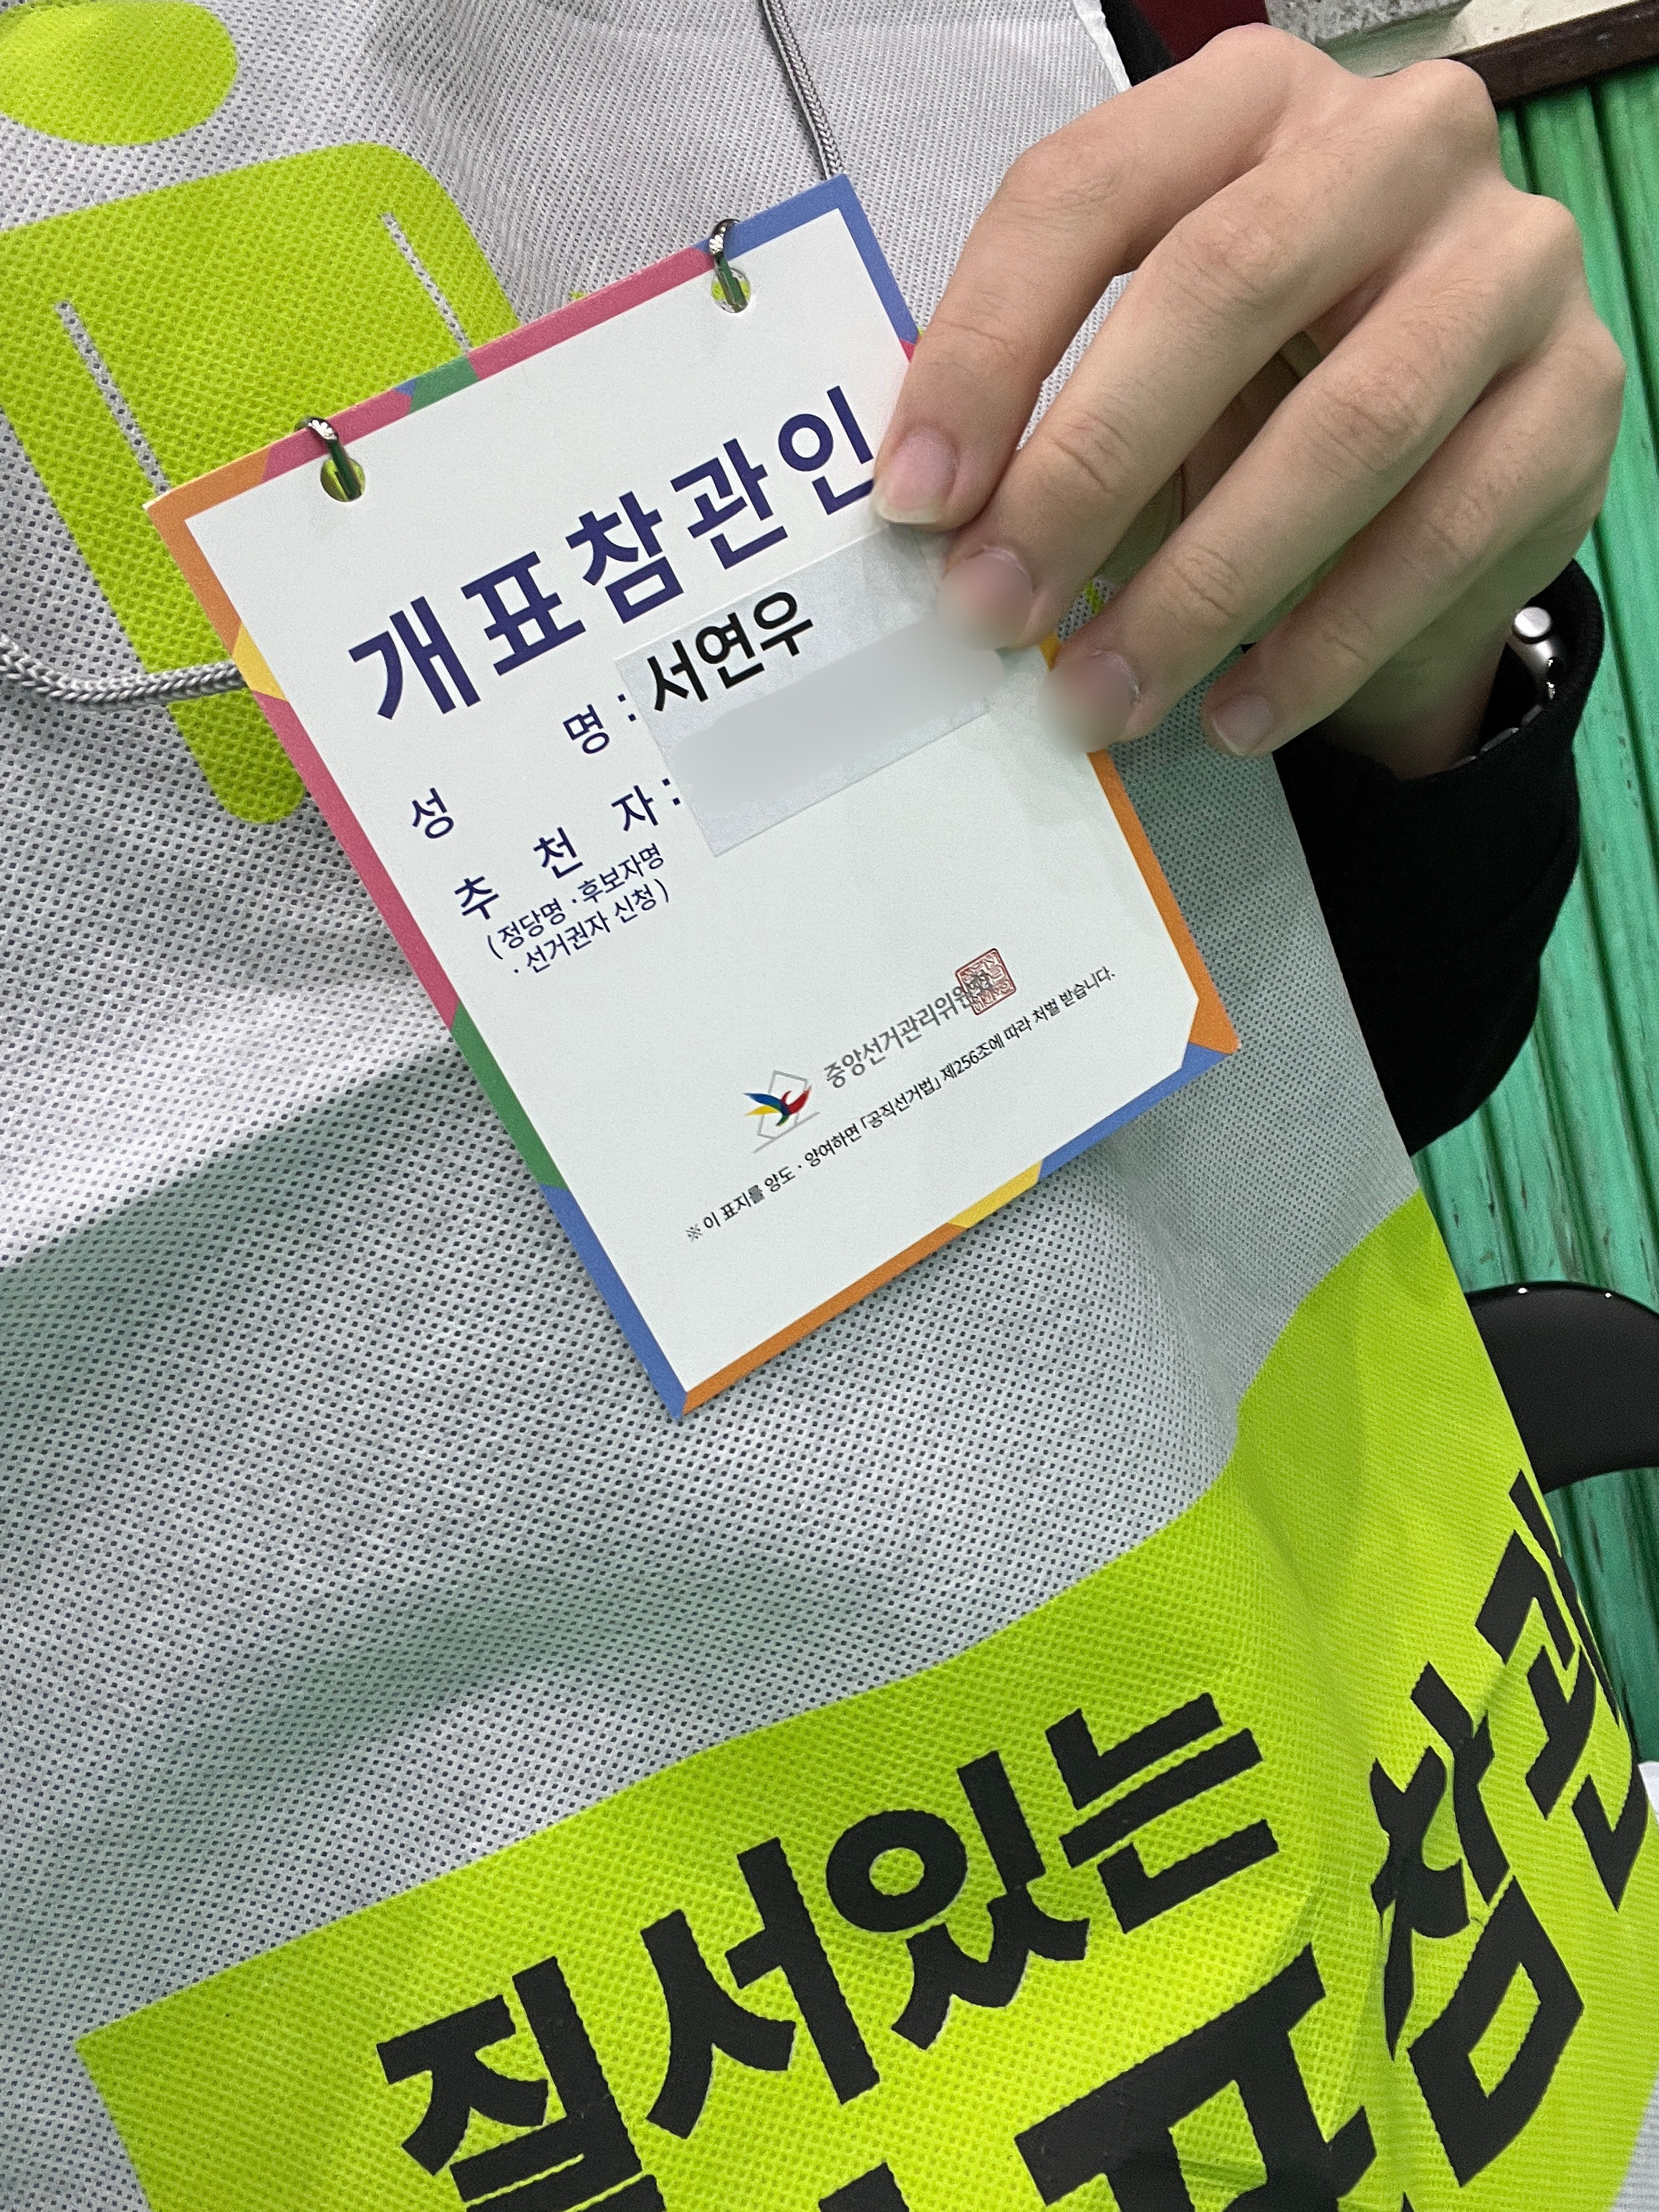 개표참관인
성 명 : 서연우
추 천 자 :
( 정당명 · 후보자명
· 선거권자 신청 )
중앙선거관리위원회
※ 이 표지를 양도 · 양여하면 「공직선거법」 제256조에 따라 처벌 받습니다.
질서있는
표참관